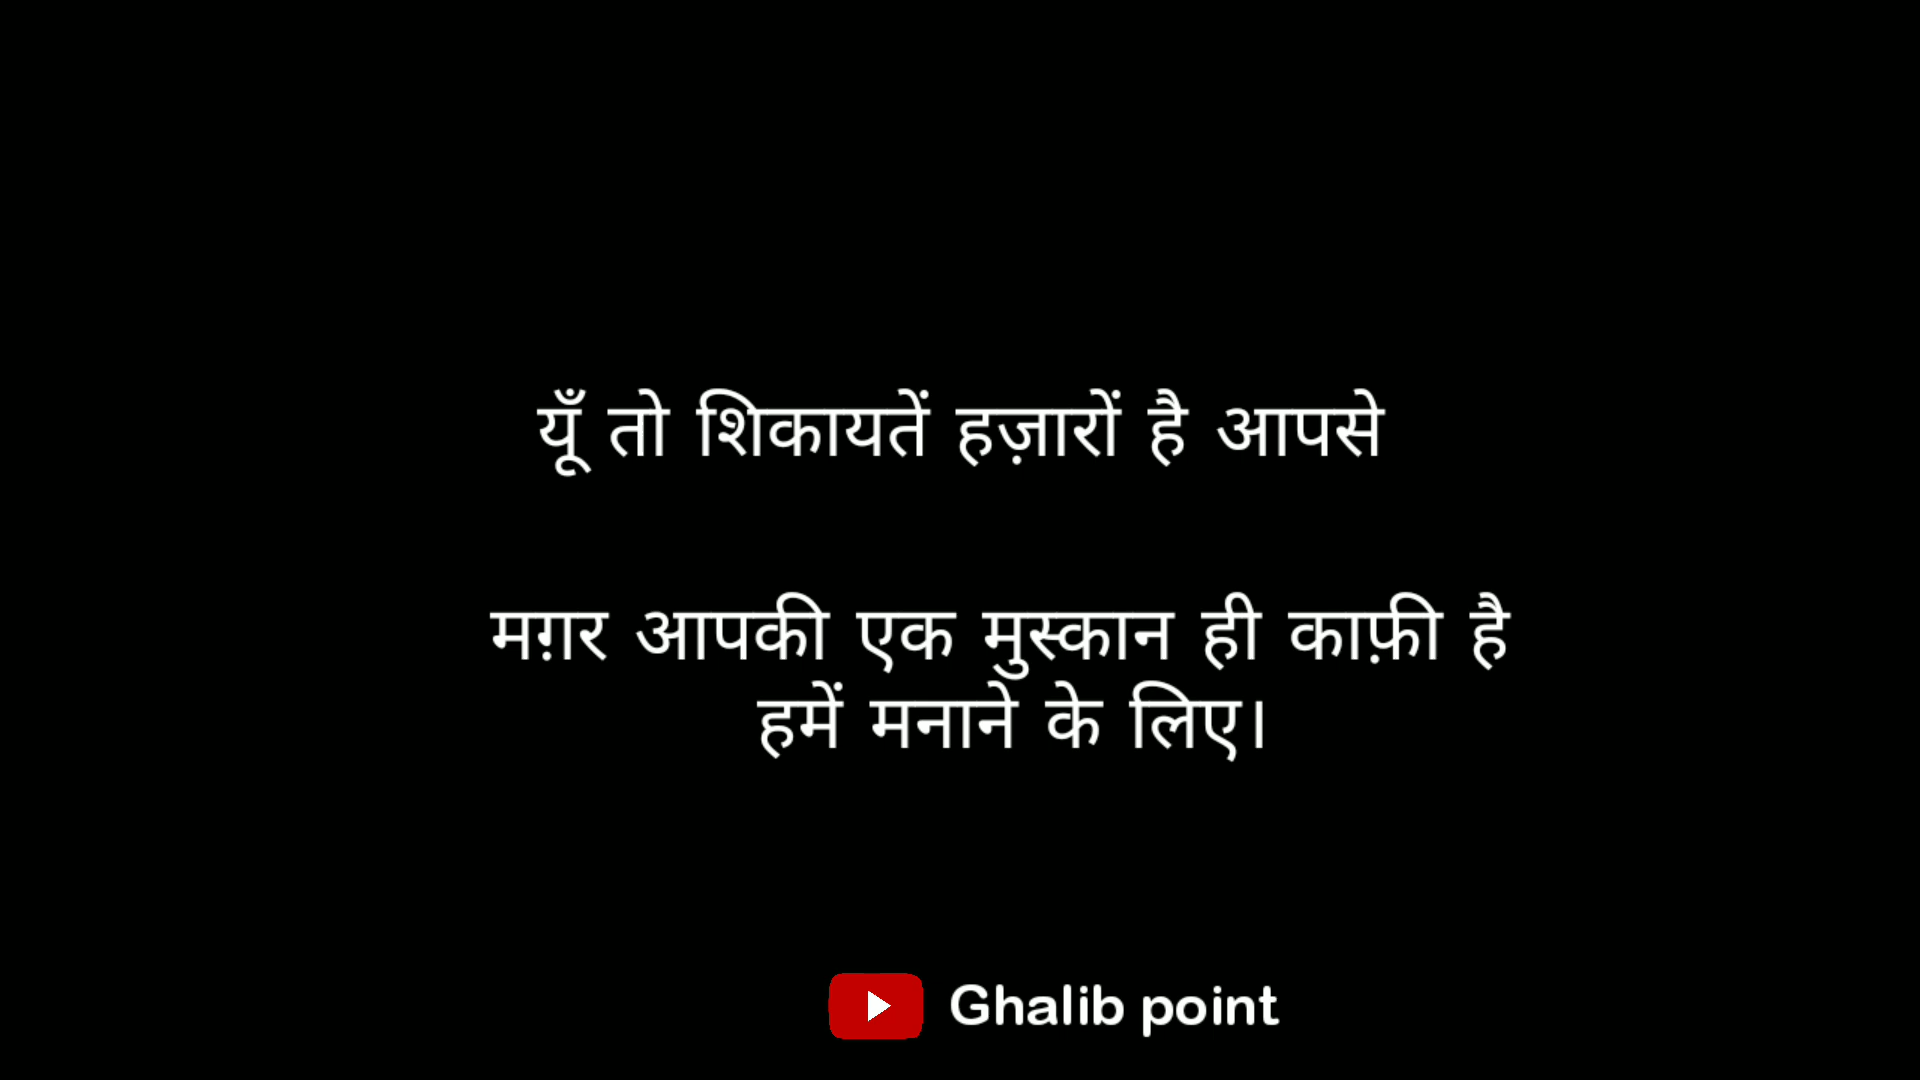 यूँ तो शिकायतें हज़ारों है आपसे
मग़र आपकी एक मुस्कान ही काफ़ी है
हमें मनाने के लिए।
Ghalib point